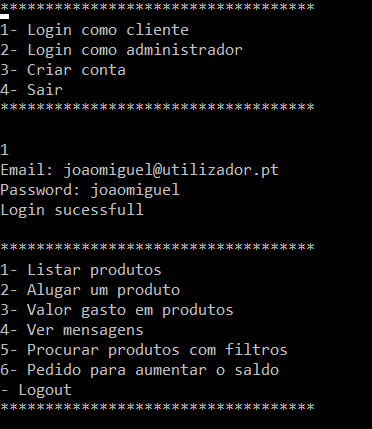 ***********************************
1- Login como cliente
2- Login como administrador
3- Criar conta
4- Sair
***********************************
1
Email: joaomiguel@utilizador.pt
Password: joaomiguel
Login sucessfull
***********************************
1- Listar produtos
2- Alugar um produto
3- Valor gasto em produtos
4- Ver mensagens
5- Procurar produtos com filtros
6- Pedido para aumentar o saldo
- Logout
***********************************